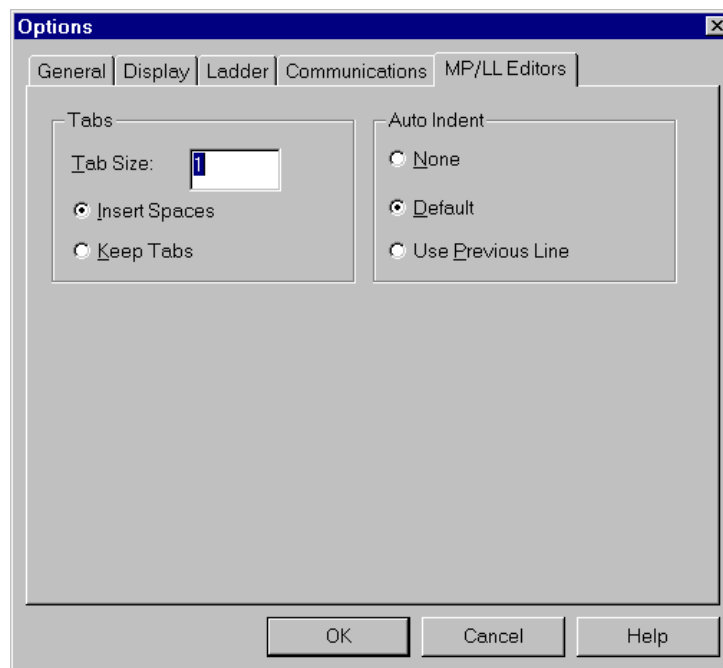 Options
General Display Ladder Communications MP/LL Editors
Tabs
Tab Size: 1
Insert Spaces
Keep Tabs
Auto Indent
None
Default
Use Previous Line
OK Cancel Help